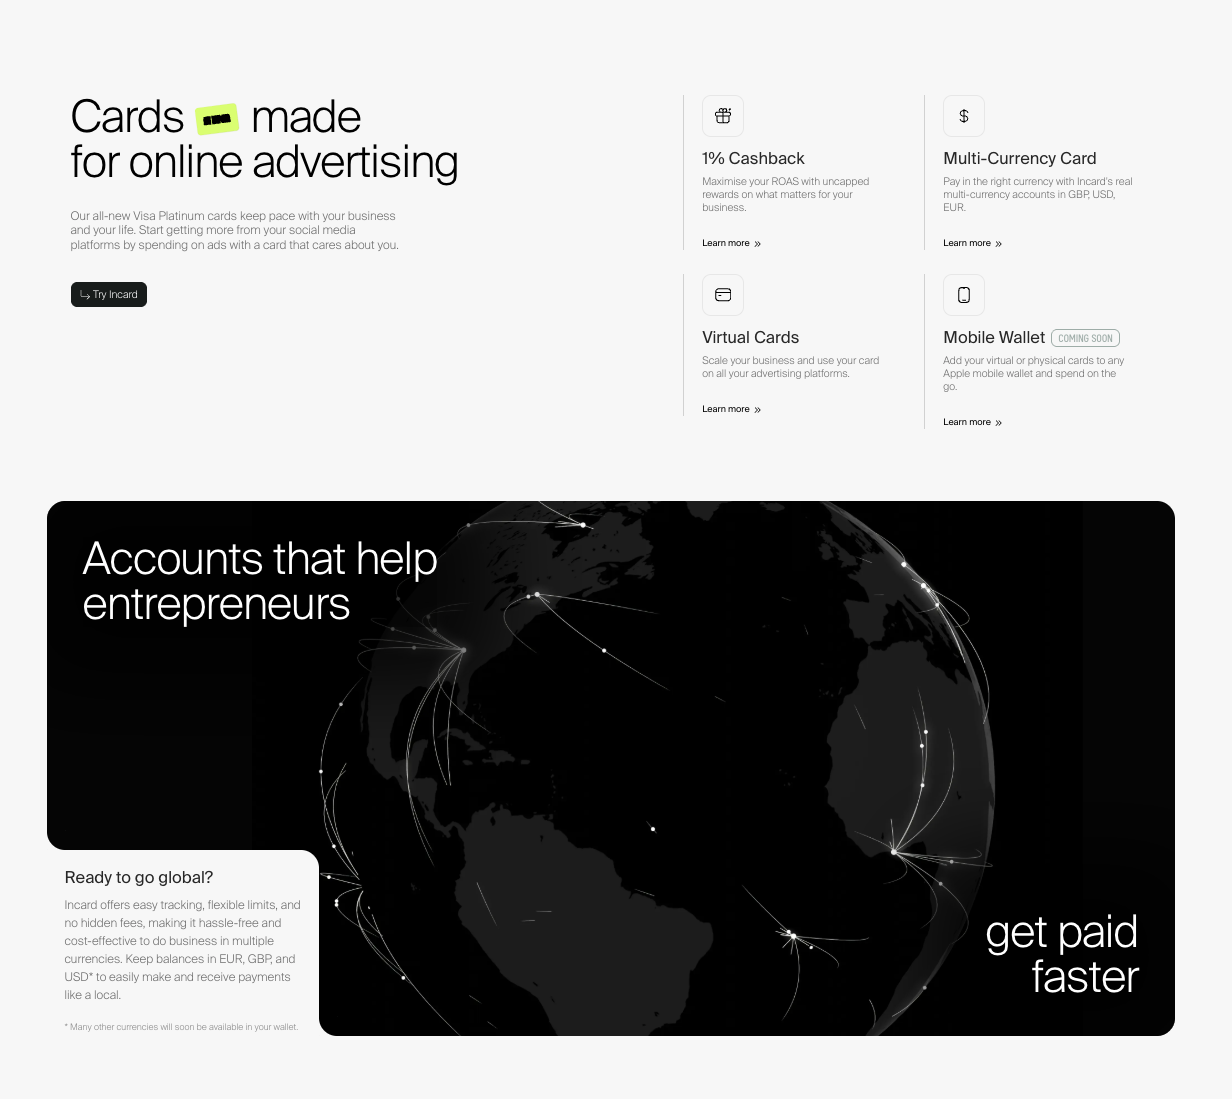 Cards made
for online advertising
Our all-new Visa Platinum cards keep pace with your business
and your life. Start getting more from your social media
platforms by spending on ads with a card that cares about you.
Try Incard
1% Cashback
Maximise your ROAS with uncapped
rewards on what matters for your
business.
Learn more »
Multi-Currency Card
Pay in the right currency with Incard's real
multi-currency accounts in GBP, USD,
EUR.
Learn more »
Virtual Cards
Scale your business and use your card
on all your advertising platforms.
Learn more »
Mobile Wallet COMING SOON
Add your virtual or physical cards to any
Apple mobile wallet and spend on the
go.
Learn more »
Accounts that help
entrepreneurs
Ready to go global?
Incard offers easy tracking, flexible limits, and
no hidden fees, making it hassle-free and
cost-effective to do business in multiple
currencies. Keep balances in EUR, GBP, and
USD* to easily make and receive payments
like a local.
* Many other currencies will soon be available in your wallet.
get paid
faster